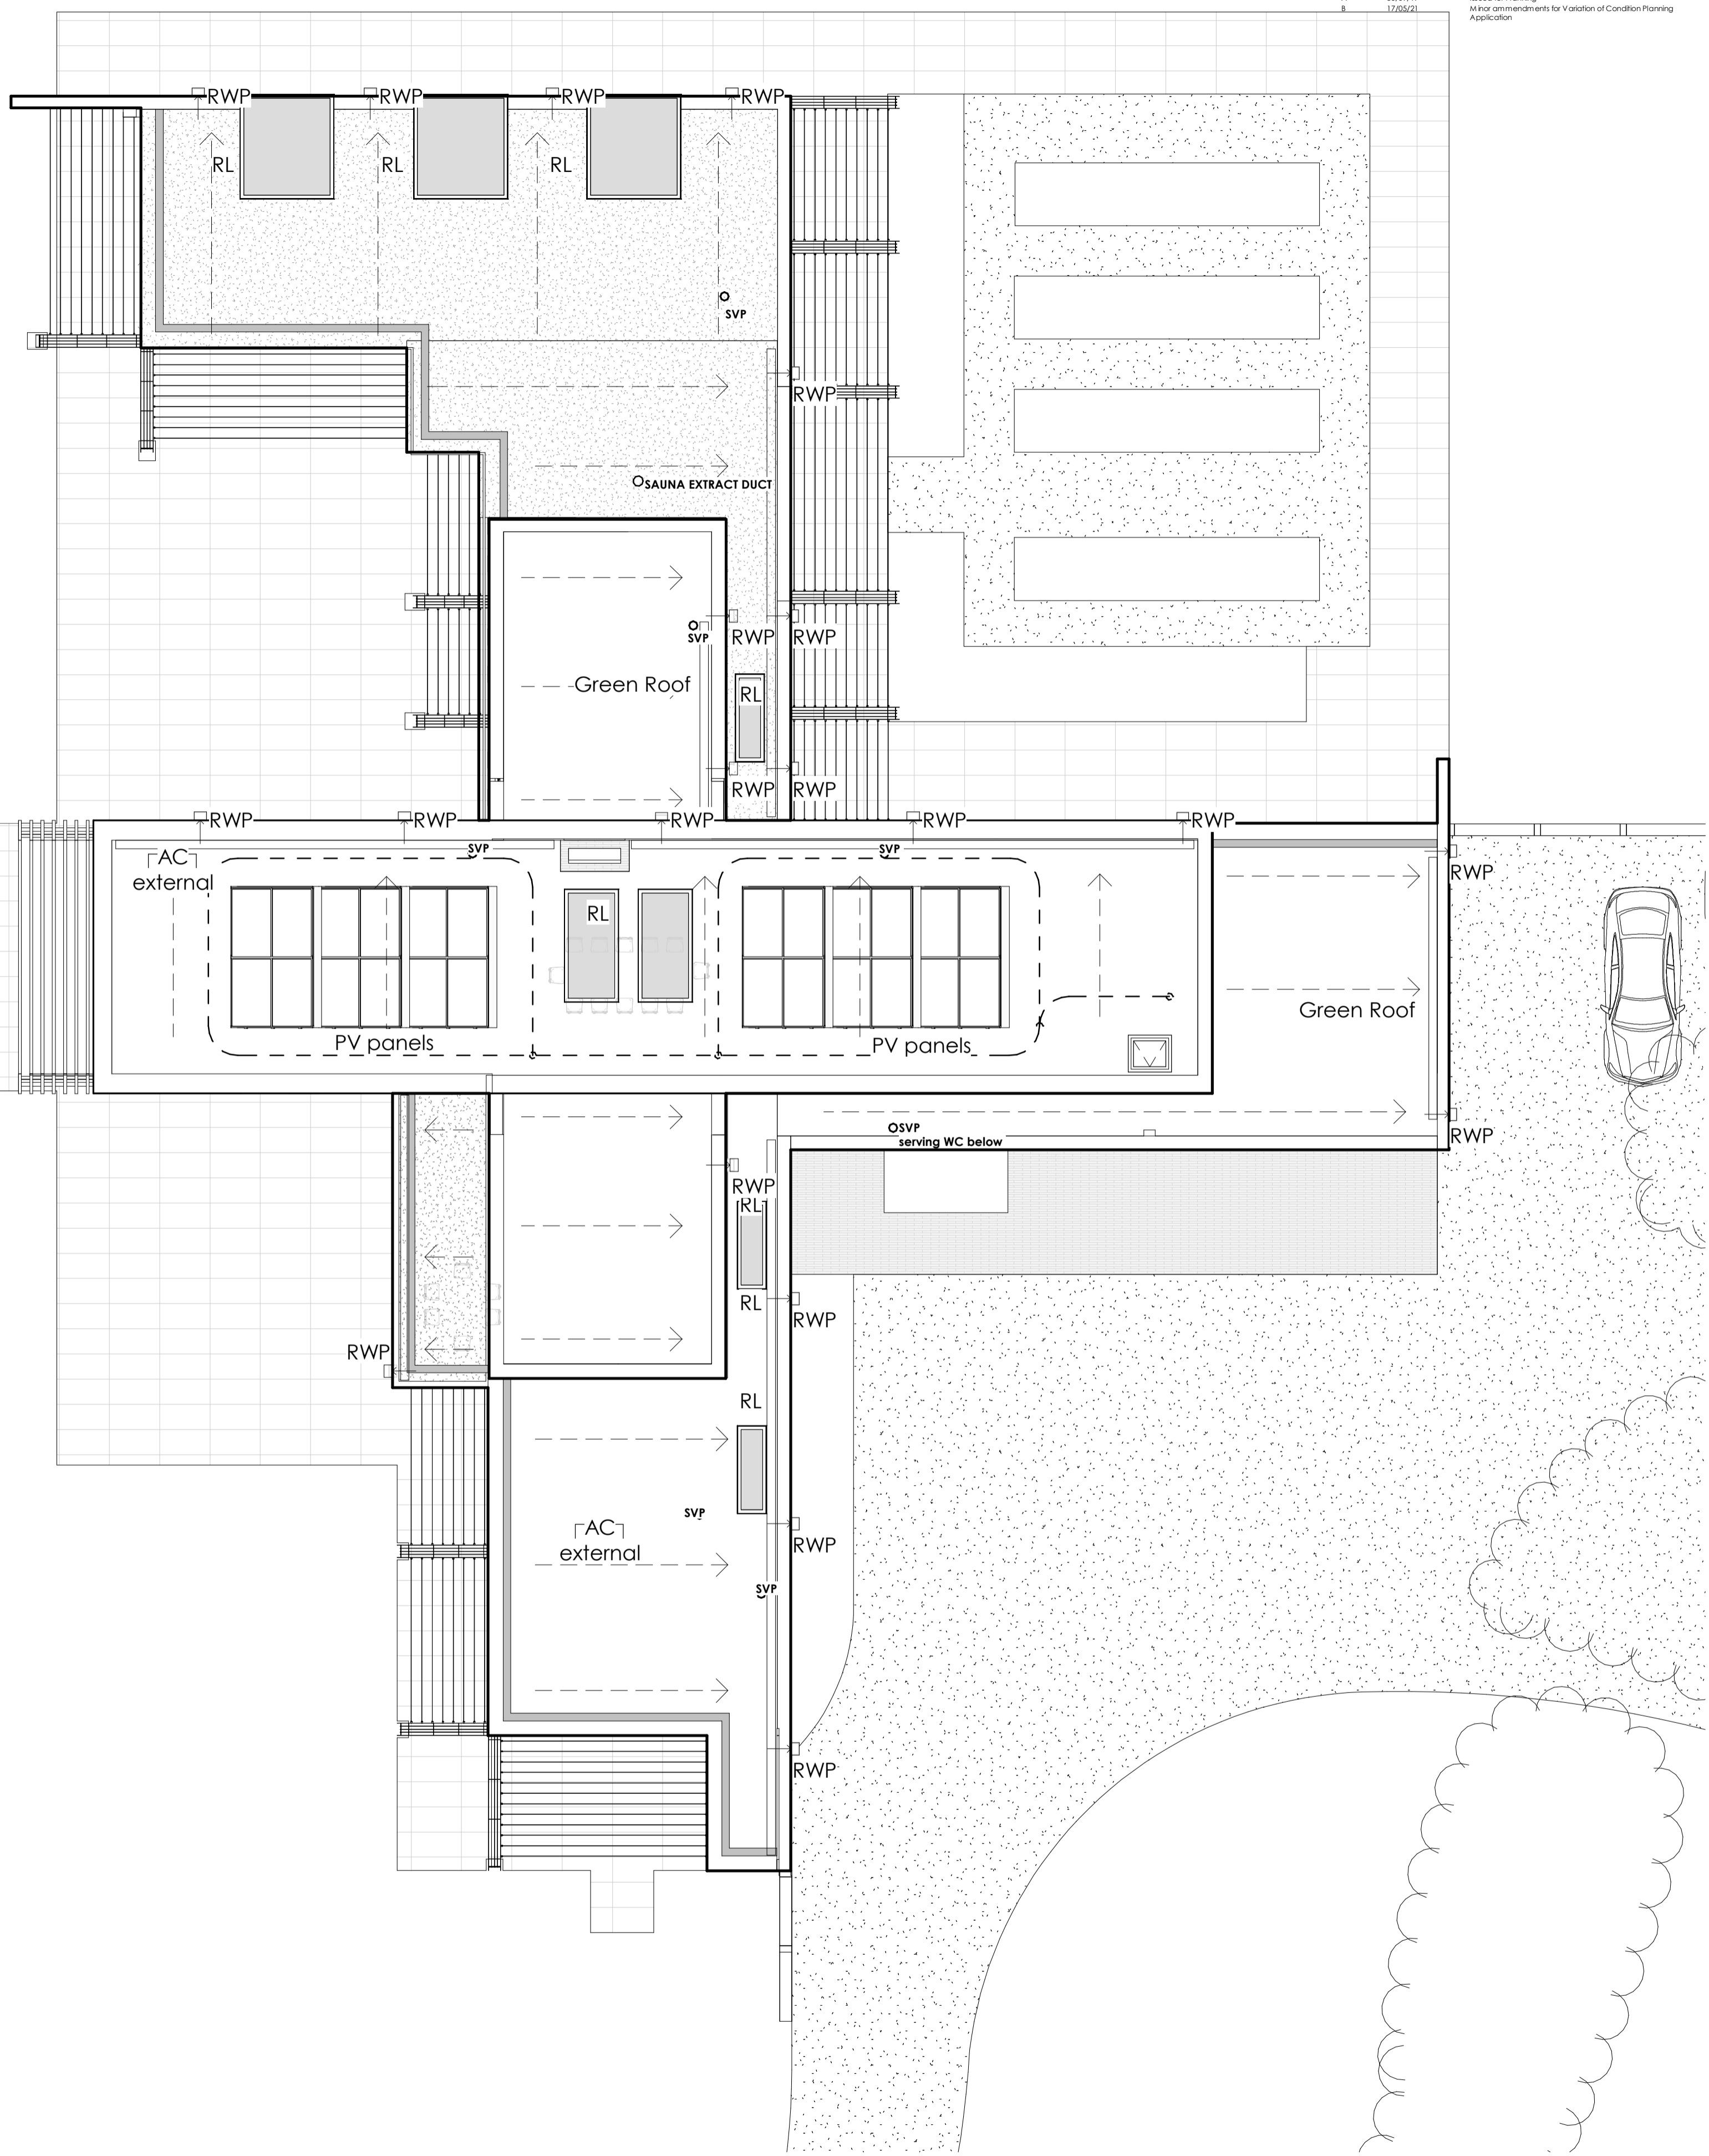 B 17/05/21 Minor ammendments for Variation of Condition Planning
Application
RWP RWP RWP RWP
RL RL RL
SVP
RWP
SAUNA EXTRACT DUCT
SVP
RWP RWP
Green Roof
RL
RWP RWP
RWP RWP RWP RWP RWP
SVP SVP
AC
external
RWP
RL
Green Roof
PV panels PV panels
SVP
serving WC below
RWP
RWP
RL
RL
RWP
RWP
RL
SVP
AC
external
RWP
SVP
RWP